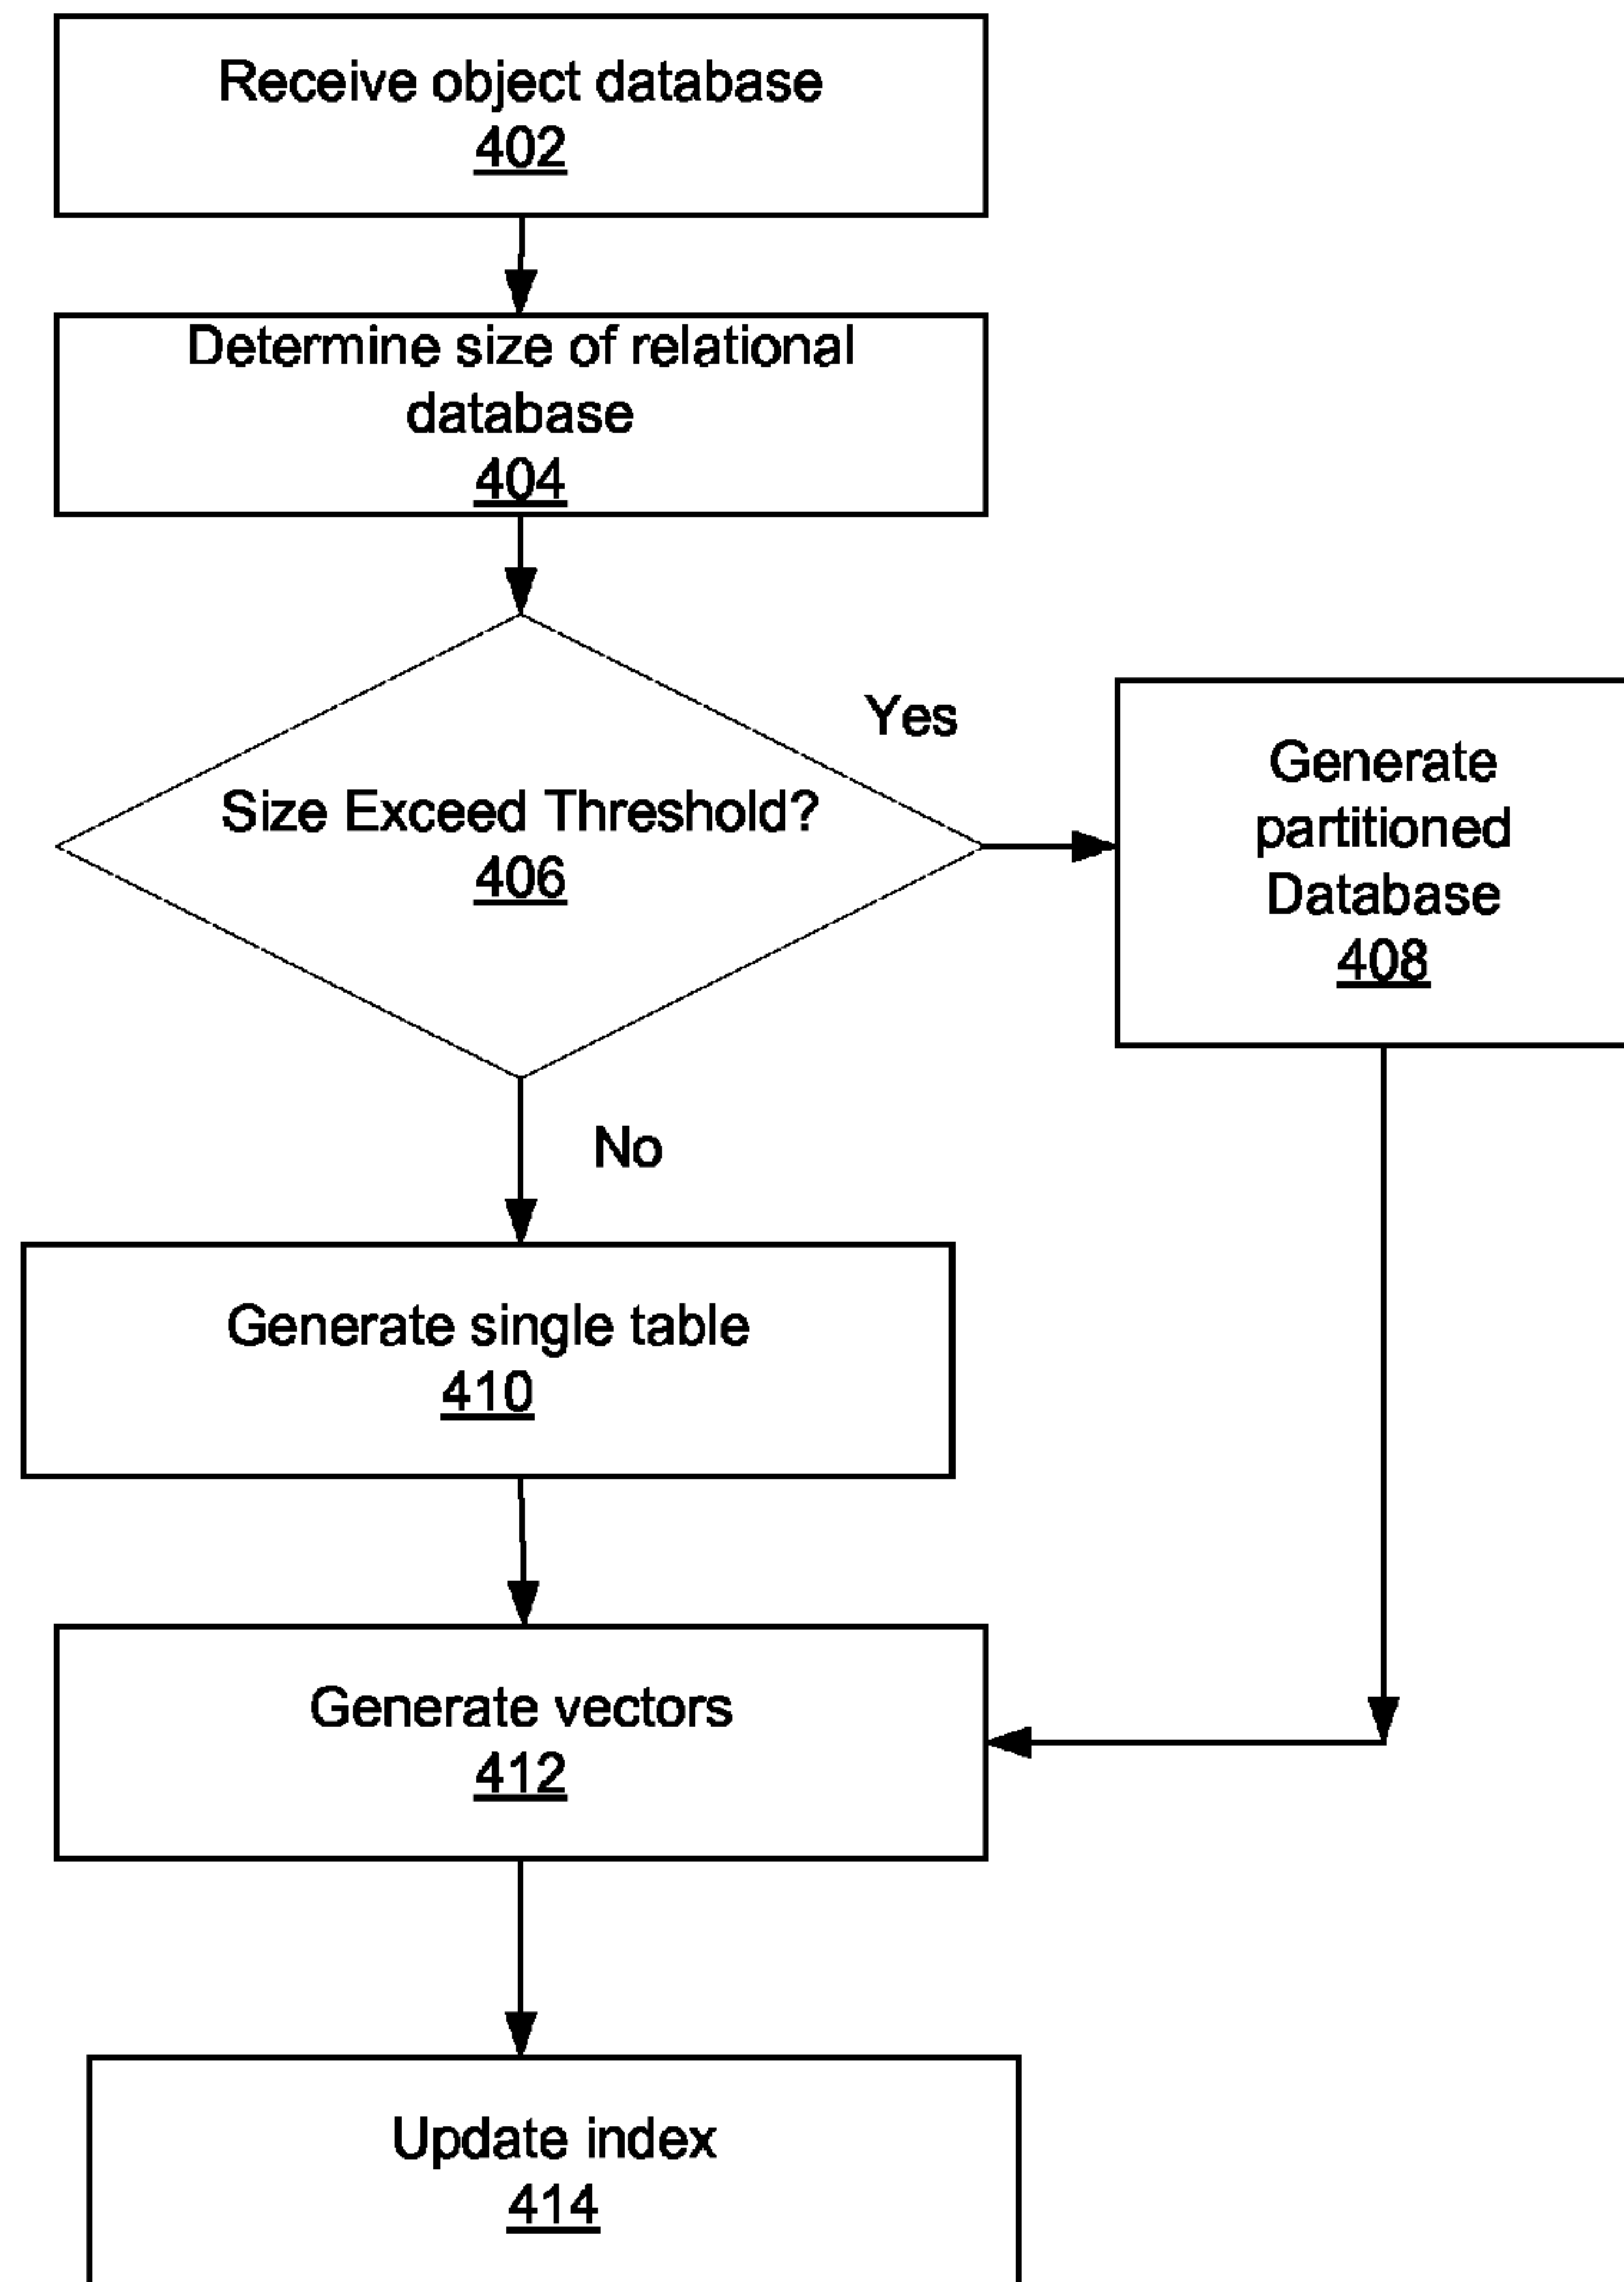 Receive object database
402
Determine size of relational
database
404
Yes
Size Exceed Threshold?
406
Generate
partitioned
Database
408
No
Generate single table
410
Generate vectors
412
Update index
414